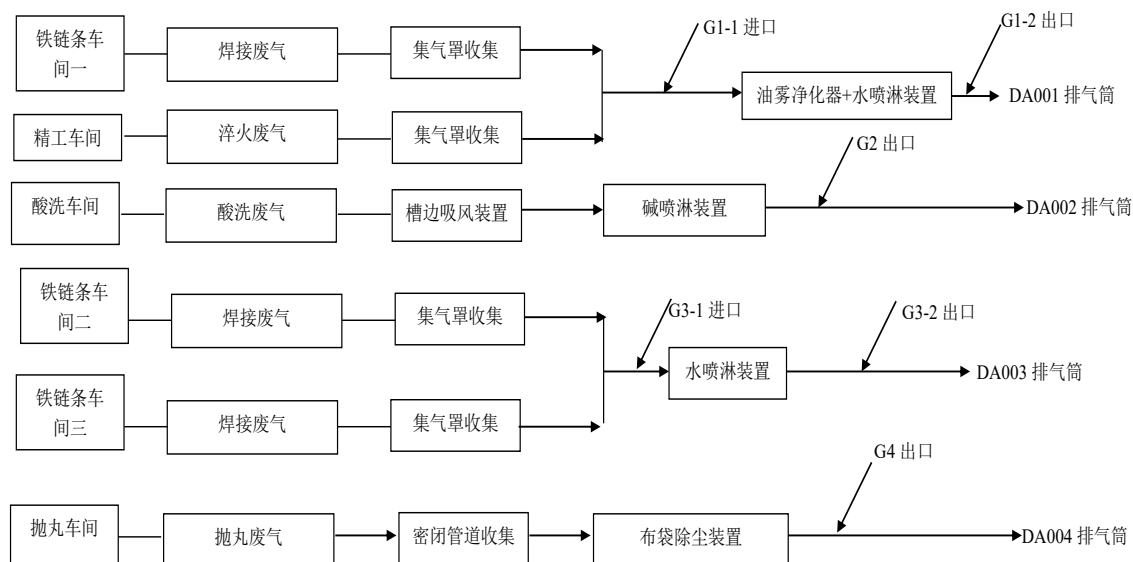 铁链条车
间一
焊接废气
集气罩收集
G1-1 进口
G1-2 出口
油雾净化器+水喷淋装置
DA001 排气筒
精工车间
淬火废气
集气罩收集
G2 出口
酸洗车间
酸洗废气
槽边吸风装置
碱喷淋装置
DA002 排气筒
铁链条车
间二
焊接废气
集气罩收集
G3-1 进口
G3-2 出口
水喷淋装置
DA003 排气筒
铁链条车
间三
焊接废气
集气罩收集
G4 出口
抛丸车间
抛丸废气
密闭管道收集
布袋除尘装置
DA004 排气筒